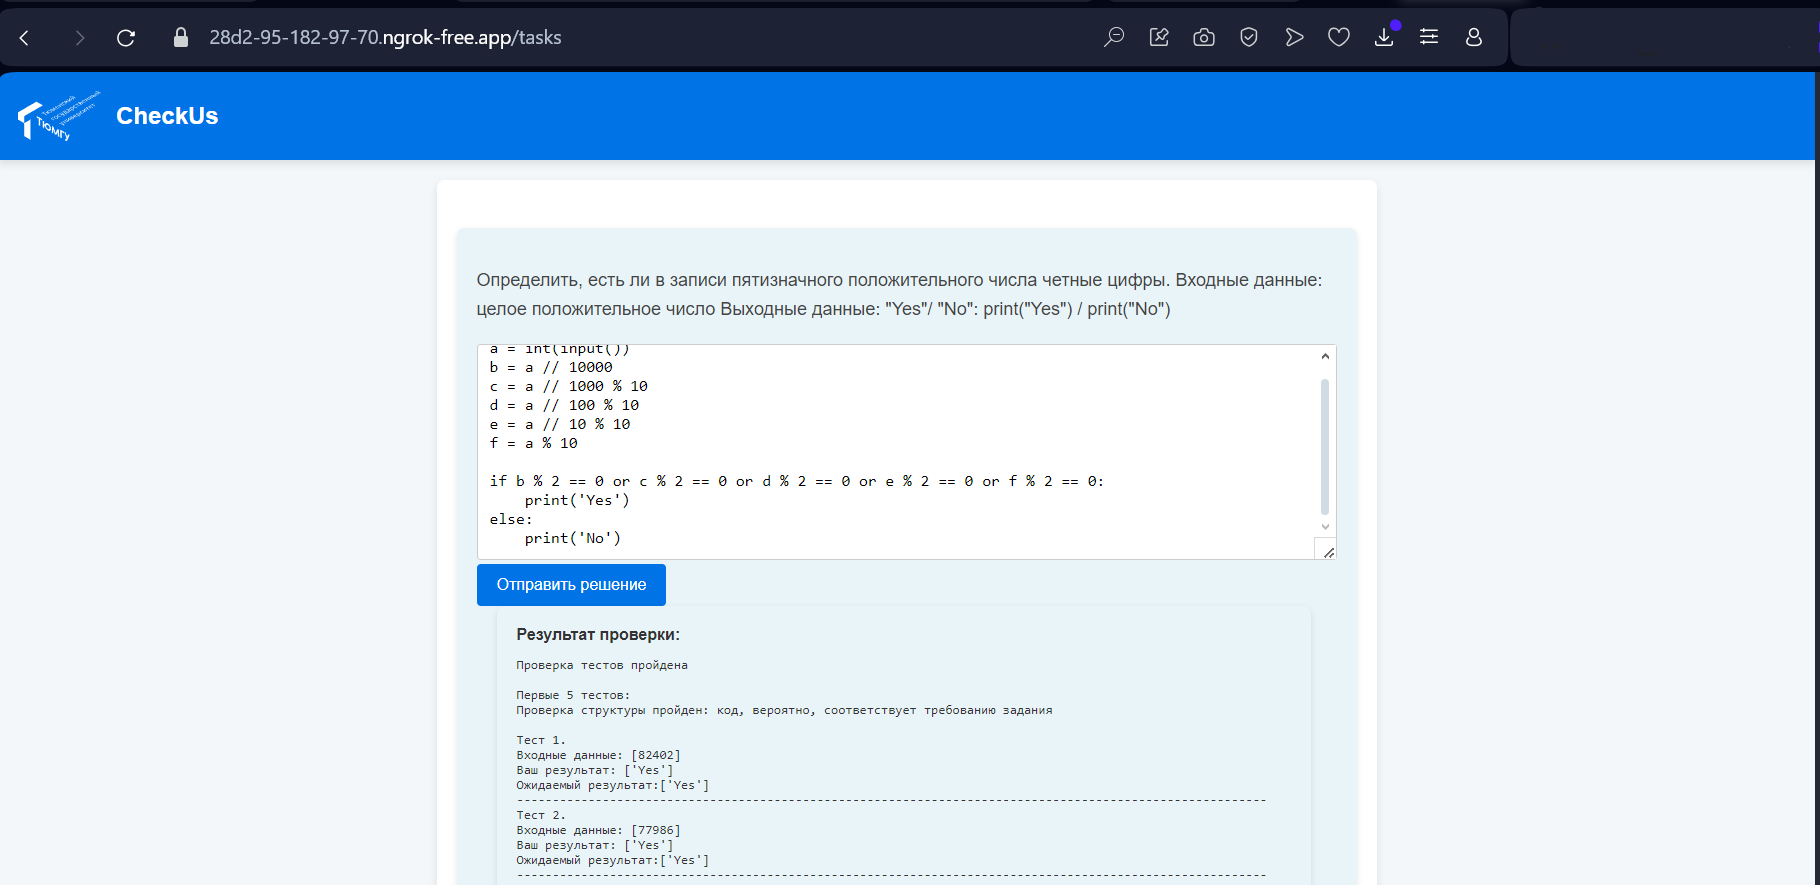 28d2-95-182-97-70.ngrok-free.app/tasks
Тюменский
государственный
университет
ТЮМГУ
CheckUs
Определить, есть ли в записи пятизначного положительного числа четные цифры. Входные данные:
целое положительное число Выходные данные: "Yes"/ "No": print("Yes") / print("No")
a = int(input())
b = a // 10000
c = a // 1000 % 10
d = a // 100 % 10
e = a // 10 % 10
f = a % 10
if b % 2 == 0 or c % 2 == 0 or d % 2 == 0 or e % 2 == 0 or f % 2 == 0:
    print('Yes')
else:
    print('No')
Отправить решение
Результат проверки:
Проверка тестов пройдена
Первые 5 тестов:
Проверка структуры пройден: код, вероятно, соответствует требованию задания
Тест 1.
Входные данные: [82402]
Ваш результат: ['Yes']
Ожидаемый результат:['Yes']
---------------------------------------------------------------------------------------------------------
Тест 2.
Входные данные: [77986]
Ваш результат: ['Yes']
Ожидаемый результат:['Yes']
---------------------------------------------------------------------------------------------------------